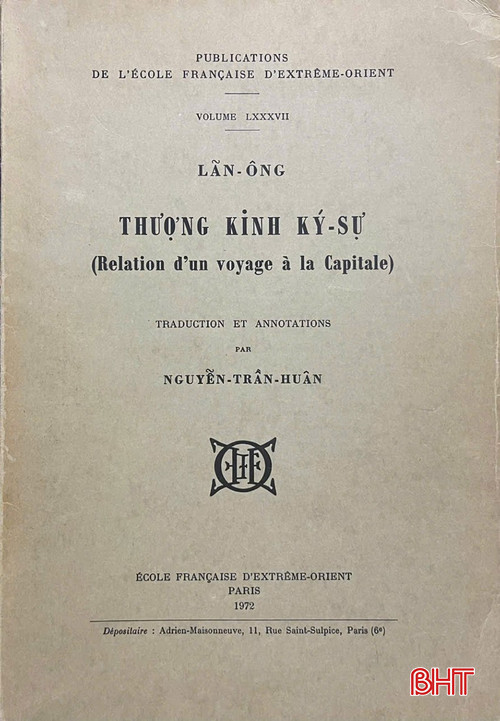 PUBLICATIONS
DE L'ÉCOLE FRANÇAISE D'EXTRÊME-ORIENT
VOLUME LXXXVII
LÃN-ÔNG
THƯỢNG KINH KÝ-SỰ
(Relation d'un voyage à la Capitale)
TRADUCTION ET ANNOTATIONS
PAR
NGUYỄN-TRẦN-HUÂN
ÉCOLE FRANÇAISE D'EXTRÊME-ORIENT
PARIS
1972
Dépositaire : Adrien-Maisonneuve, 11, Rue Saint-Sulpice, Paris (6ᵉ)
BHT